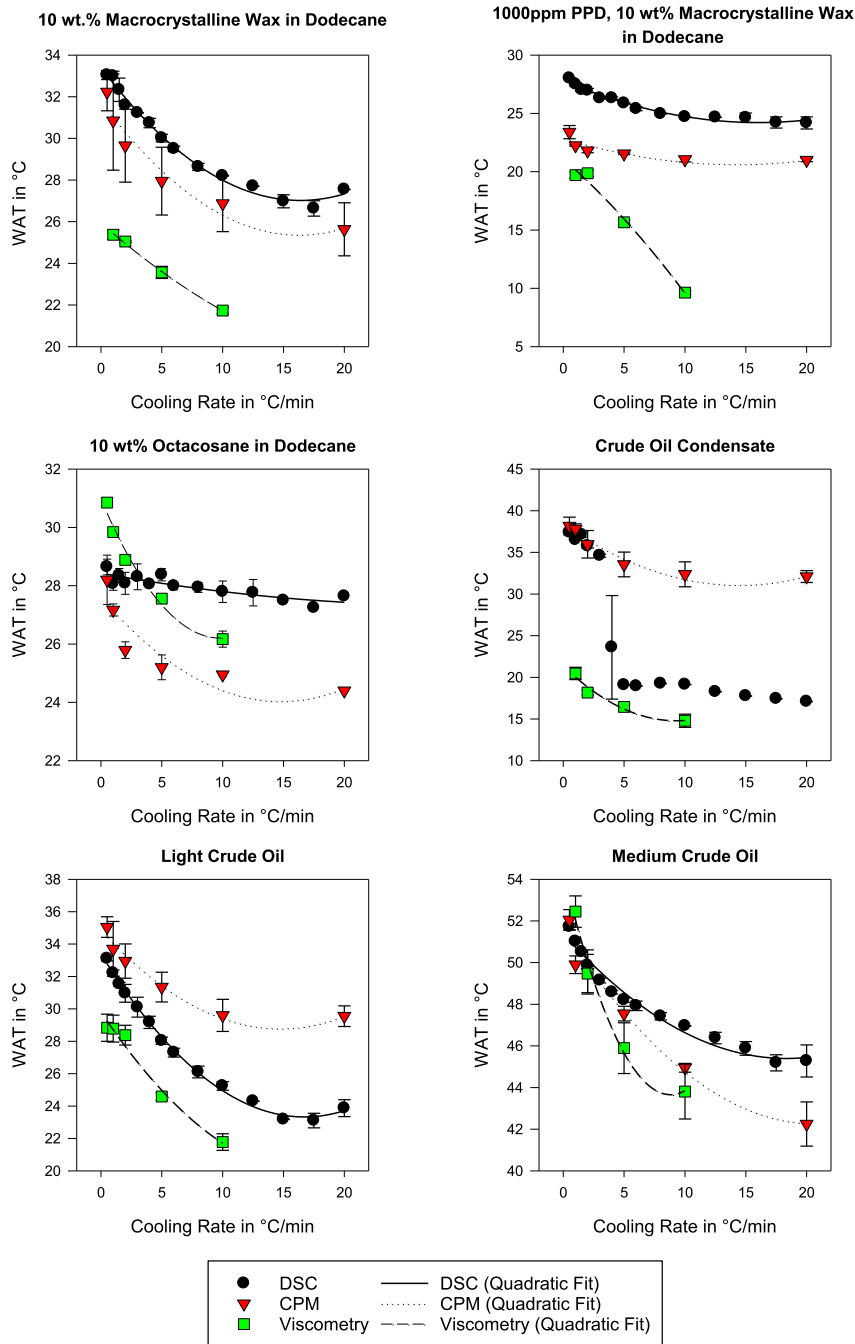 10 wt.% Macrocrystalline Wax in Dodecane
34
32
30
28
26
24
22
20
WAT in °C
0 5 10 15 20
Cooling Rate in °C/min
1000ppm PPD, 10 wt% Macrocrystalline Wax
in Dodecane
30
25
20
15
10
5
WAT in °C
0 5 10 15 20
Cooling Rate in °C/min
10 wt% Octacosane in Dodecane
32
30
28
26
24
22
WAT in °C
0 5 10 15 20
Cooling Rate in °C/min
Crude Oil Condensate
45
40
35
30
25
20
15
10
WAT in °C
0 5 10 15 20
Cooling Rate in °C/min
Light Crude Oil
38
36
34
32
30
28
26
24
22
20
WAT in °C
0 5 10 15 20
Cooling Rate in °C/min
Medium Crude Oil
54
52
50
48
46
44
42
40
WAT in °C
0 5 10 15 20
Cooling Rate in °C/min
DSC DSC (Quadratic Fit)
CPM CPM (Quadratic Fit)
Viscometry Viscometry (Quadratic Fit)